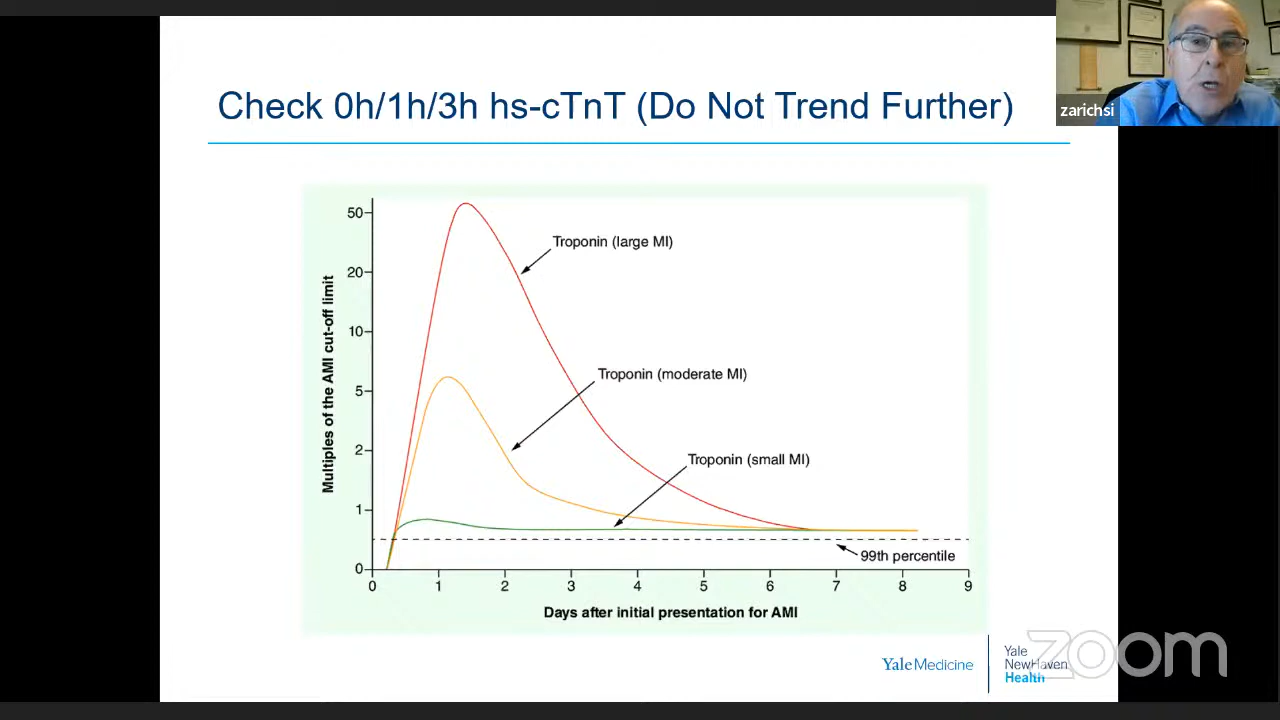 zarichsi
Check 0h/1h/3h hs-cTnT (Do Not Trend Further)
Multiples of the AMI cut-off limit
50
20
10
5
2
1
0
Troponin (large MI)
Troponin (moderate MI)
Troponin (small MI)
99th percentile
0 1 2 3 4 5 6 7 8 9
Days after initial presentation for AMI
Yale Medicine
Yale
NewHaven
Health
zoom